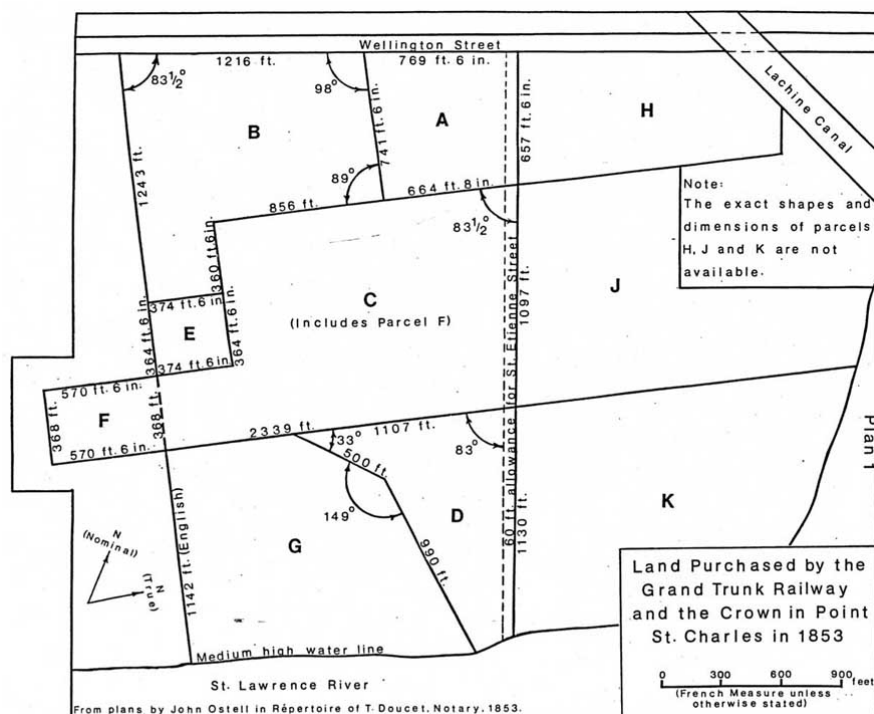 Wellington Street
1216 ft.
769 ft. 6 in.
83½°
98°
Lachine Canal
B
A
H
741 ft. 6 in.
657 ft. 6 in.
1243 ft.
89°
856 ft.
664 ft. 8 in.
83½°
Note:
The exact shapes and
dimensions of parcels
H, J and K are not
available.
360 ft. 6 in.
374 ft. 6 in.
C
(Includes Parcel F)
J
1097 ft.
E
364 ft. 6 in.
364 ft. 6 in.
374 ft. 6 in.
60 ft. allowance for St. Etienne Street
570 ft. 6 in.
F
368 ft.
368 ft.
570 ft. 6 in.
2339 ft.
1107 ft.
33°
83°
500 ft.
149°
Plan 1
G
D
K
990 ft.
1130 ft.
1142 ft. (English)
N
(Nominal)
N
(True)
Medium high water line
St. Lawrence River
From plans by John Ostell in Répertoire of T. Doucet, Notary, 1853.
Land Purchased by the
Grand Trunk Railway
and the Crown in Point
St. Charles in 1853
0 300 600 900 feet
(French Measure unless
otherwise stated)